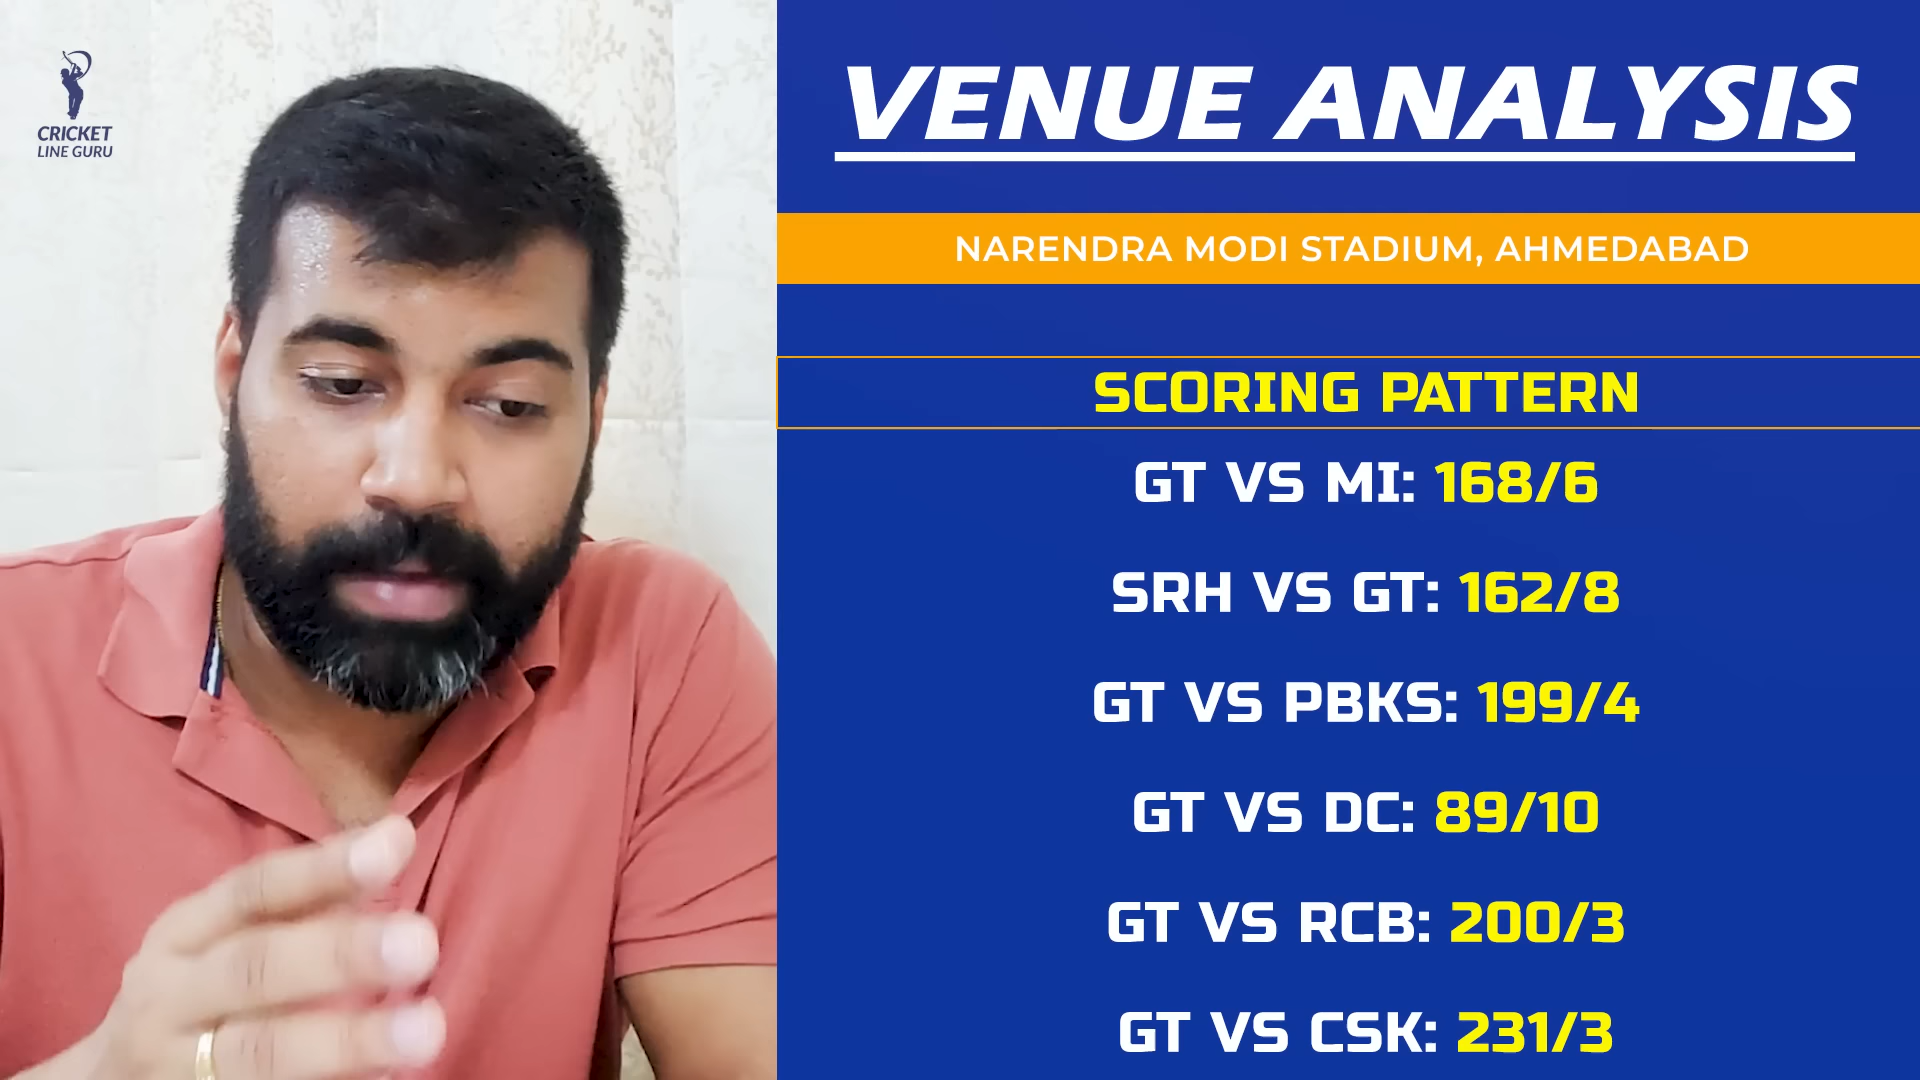 CRICKET
LINE GURU
VENUE ANALYSIS
NARENDRA MODI STADIUM, AHMEDABAD
SCORING PATTERN
GT VS MI: 168/6
SRH VS GT: 162/8
GT VS PBKS: 199/4
GT VS DC: 89/10
GT VS RCB: 200/3
GT VS CSK: 231/3